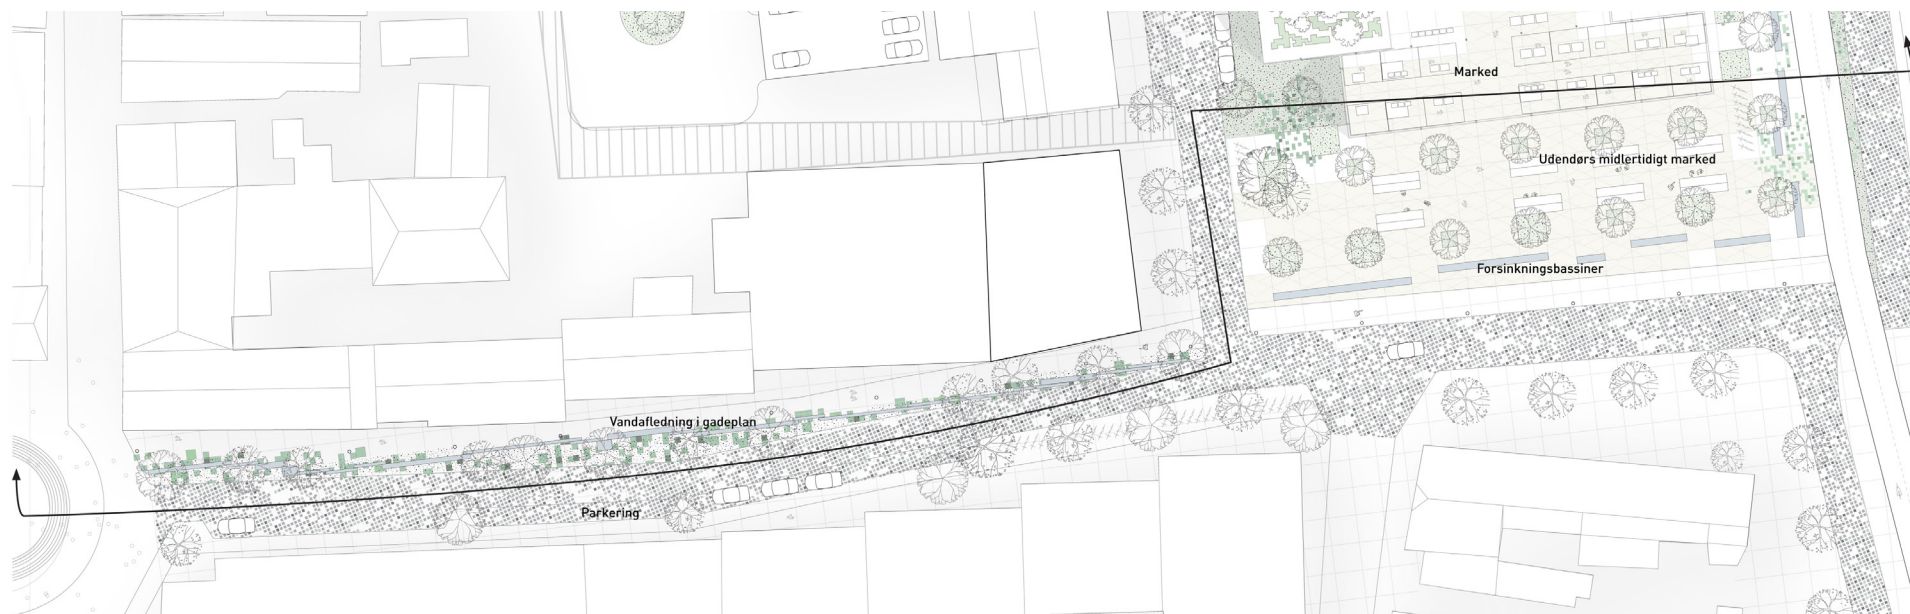 Marked
Udendørs midlertidigt marked
Forsinkningsbassiner
Vandafledning i gadeplan
Parkering